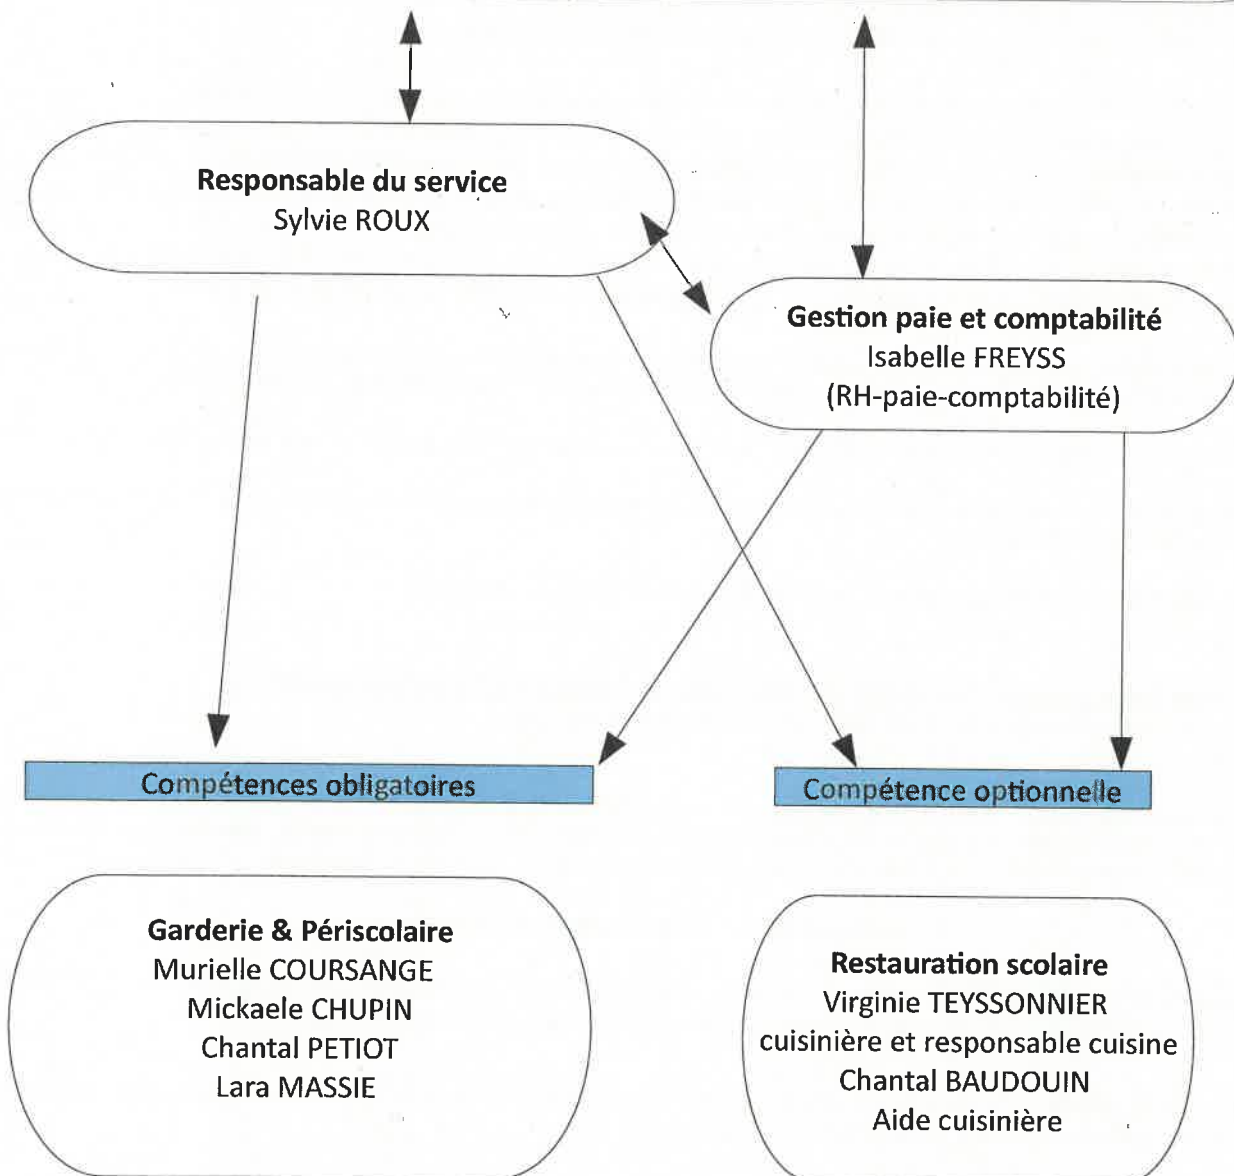 Responsable du service
Sylvie ROUX
Gestion paie et comptabilité
Isabelle FREYSS
(RH-paie-comptabilité)
Compétences obligatoires
Compétence optionnelle
Garderie & Périscolaire
Murielle COURSANGE
Mickaele CHUPIN
Chantal PETIOT
Lara MASSIE
Restauration scolaire
Virginie TEYSSONNIER
cuisinière et responsable cuisine
Chantal BAUDOUIN
Aide cuisinière